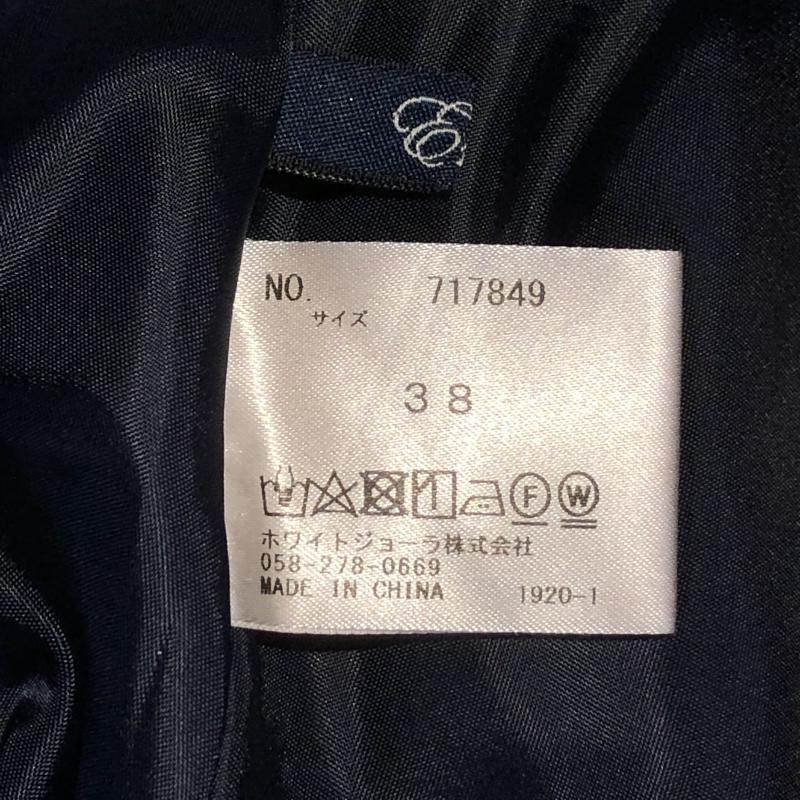 NO. 717849
サイズ
38
F W
ホワイトジョーラ株式会社
058-278-0669
MADE IN CHINA 1920-1